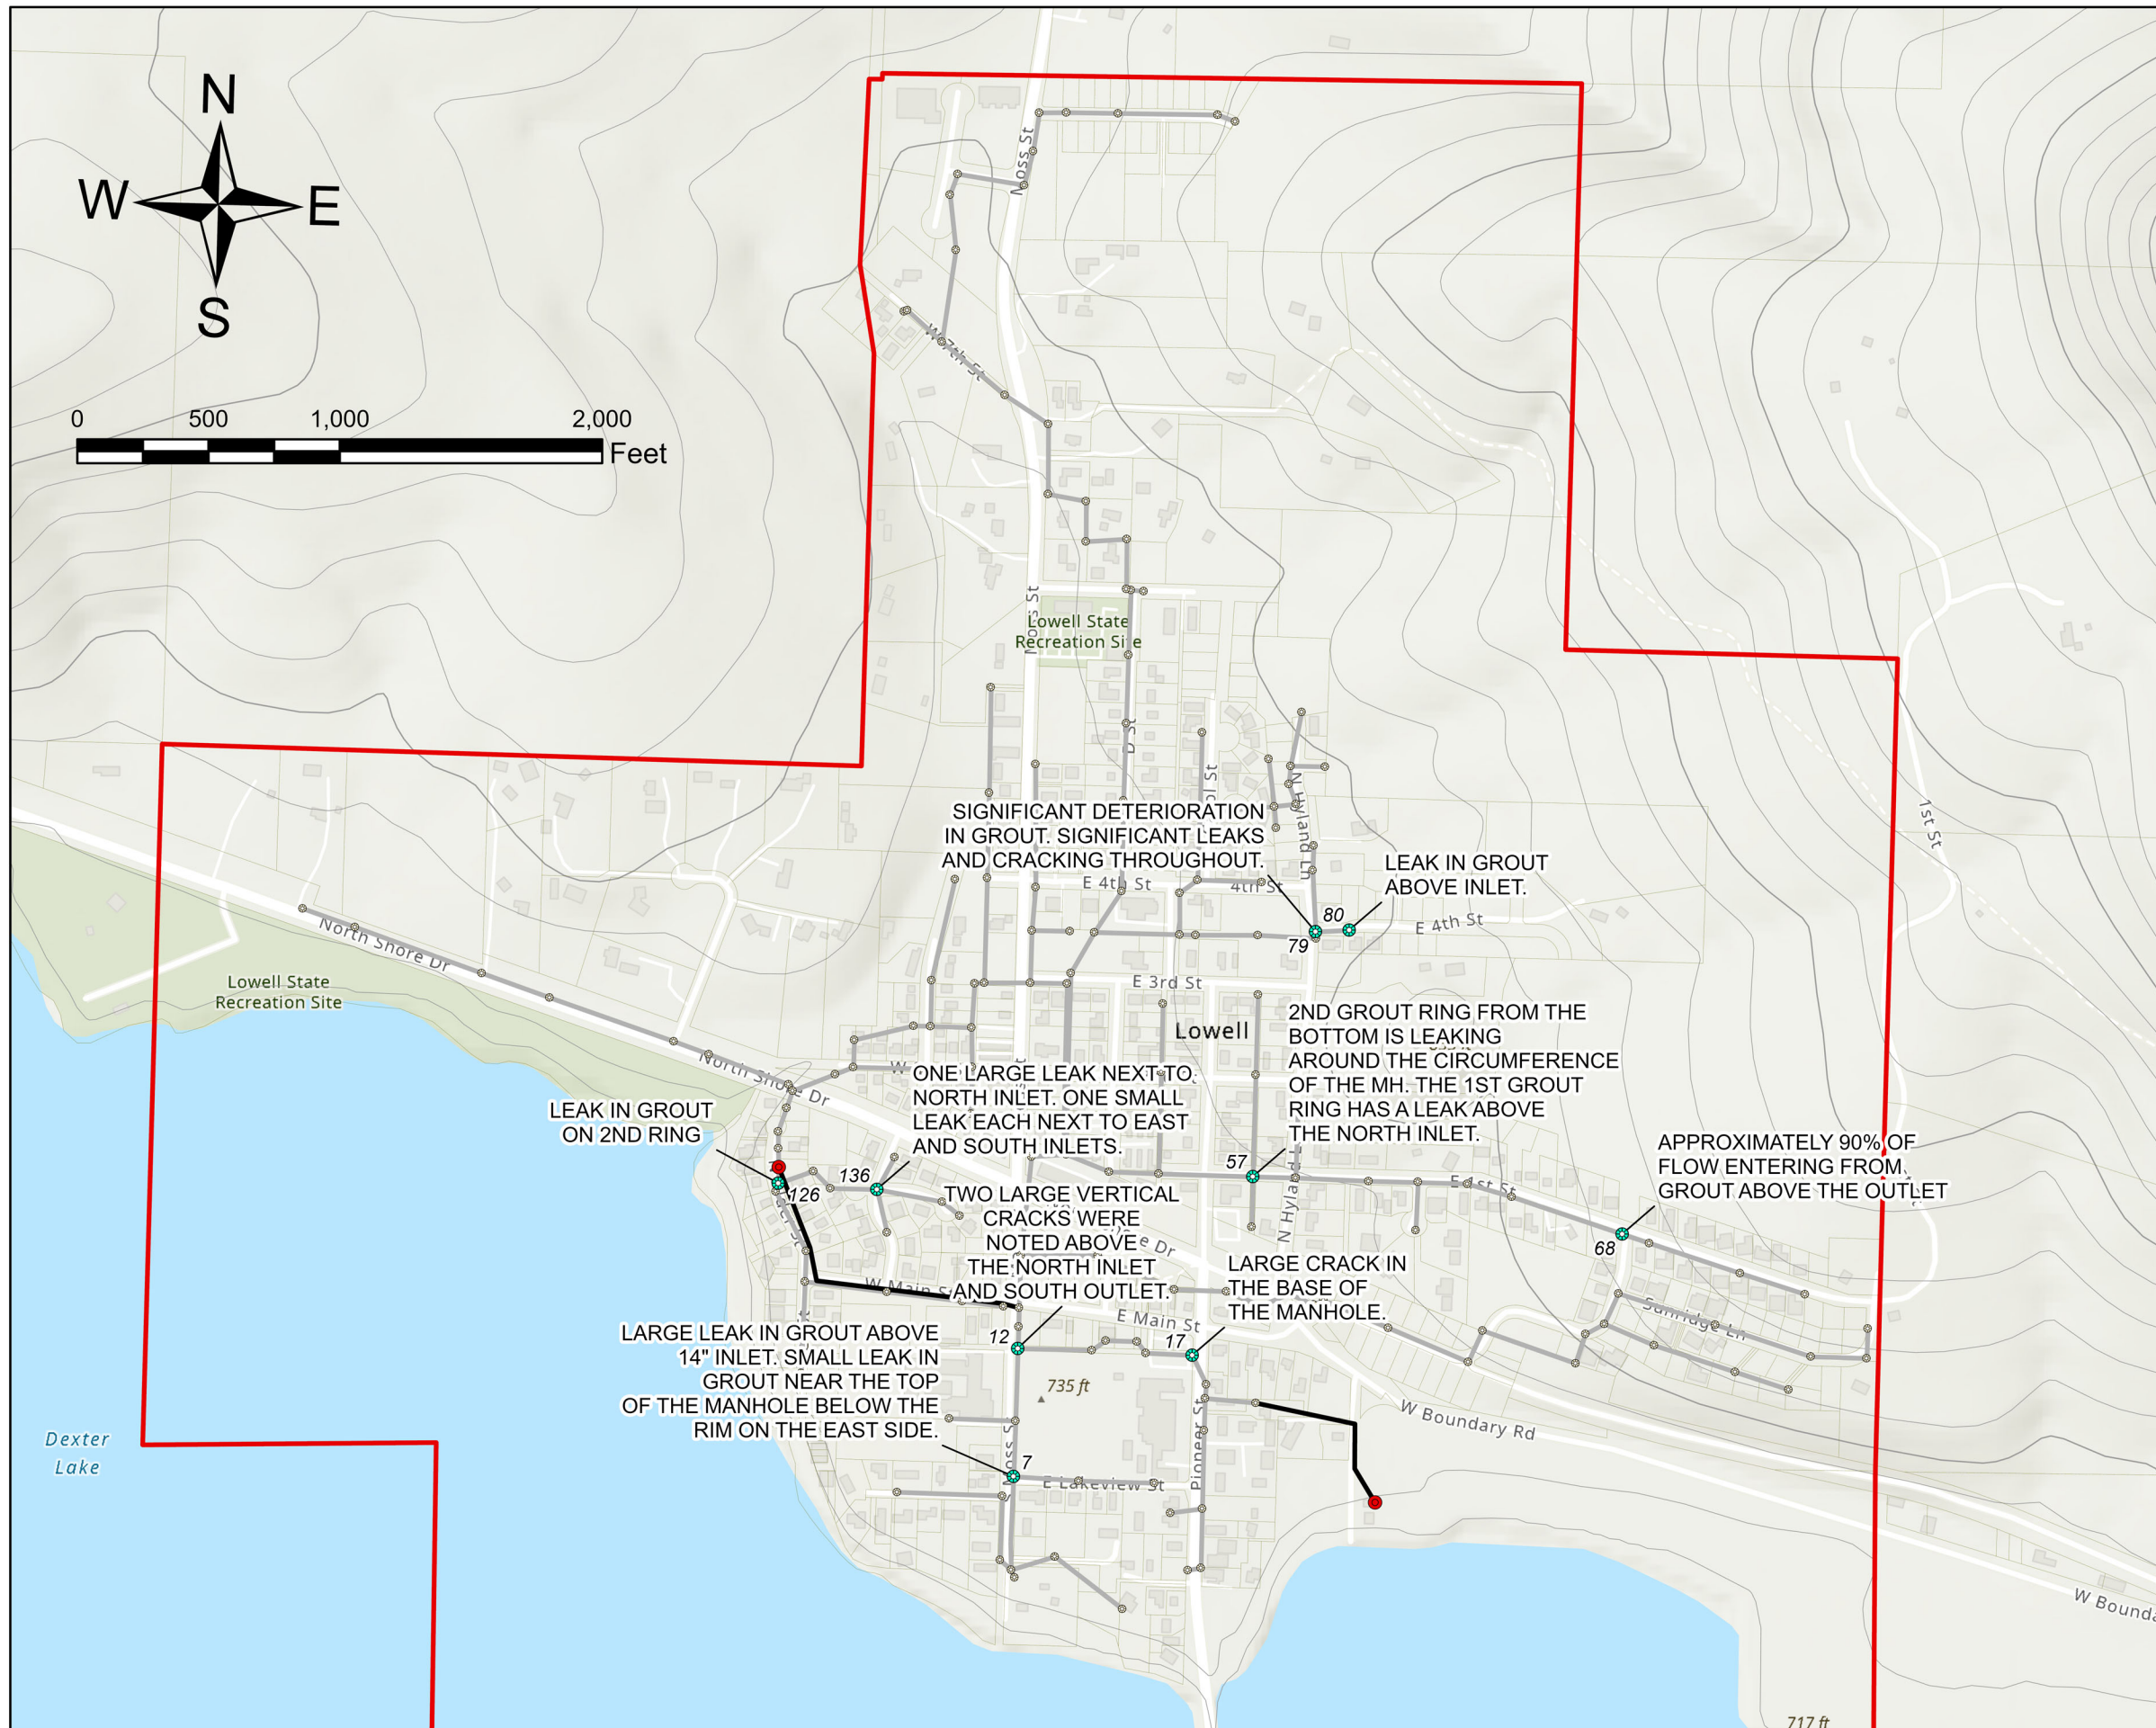 N
W
E
S
0 500 1,000 2,000
Feet
Moss St
W 7th St
Lowell State
Recreation Site
D St
N Hyland Ln
1st St
SIGNIFICANT DETERIORATION
IN GROUT. SIGNIFICANT LEAKS
AND CRACKING THROUGHOUT.
LEAK IN GROUT
ABOVE INLET.
E 4th St
4th St
80
79
E 4th St
North Shore Dr
Lowell State
Recreation Site
E 3rd St
Lowell
2ND GROUT RING FROM THE
BOTTOM IS LEAKING
AROUND THE CIRCUMFERENCE
OF THE MH. THE 1ST GROUT
RING HAS A LEAK ABOVE
THE NORTH INLET.
North Shore Dr
ONE LARGE LEAK NEXT TO
NORTH INLET. ONE SMALL
LEAK EACH NEXT TO EAST
AND SOUTH INLETS.
LEAK IN GROUT
ON 2ND RING
APPROXIMATELY 90% OF
FLOW ENTERING FROM
GROUT ABOVE THE OUTLET
57
136
126
E 1st St
68
TWO LARGE VERTICAL
CRACKS WERE
NOTED ABOVE
THE NORTH INLET
AND SOUTH OUTLET.
LARGE CRACK IN
THE BASE OF
THE MANHOLE.
W Main St
E Main St
Sunridge Ln
LARGE LEAK IN GROUT ABOVE
14" INLET. SMALL LEAK IN
GROUT NEAR THE TOP
OF THE MANHOLE BELOW THE
RIM ON THE EAST SIDE.
12
17
735 ft
W Boundary Rd
Pioneer St
Dexter
Lake
7
E Lakeview St
717 ft